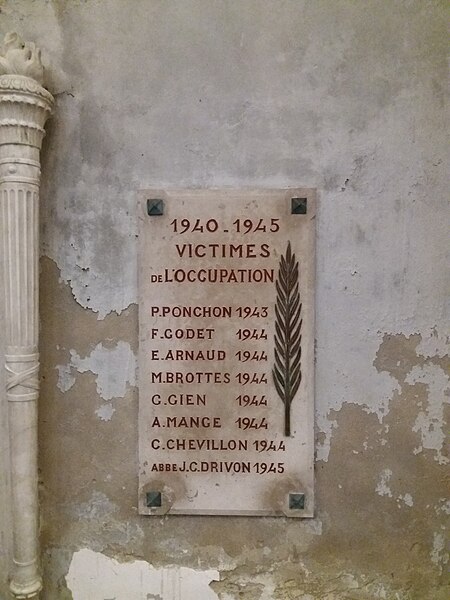 1940-1945
VICTIMES
DE L'OCCUPATION
P.PONCHON 1943
F.GODET 1944
E.ARNAUD 1944
M.BROTTES 1944
G.GIEN 1944
A.MANGE 1944
C.CHEVILLON 1944
ABBE J.C.DRIVON 1945